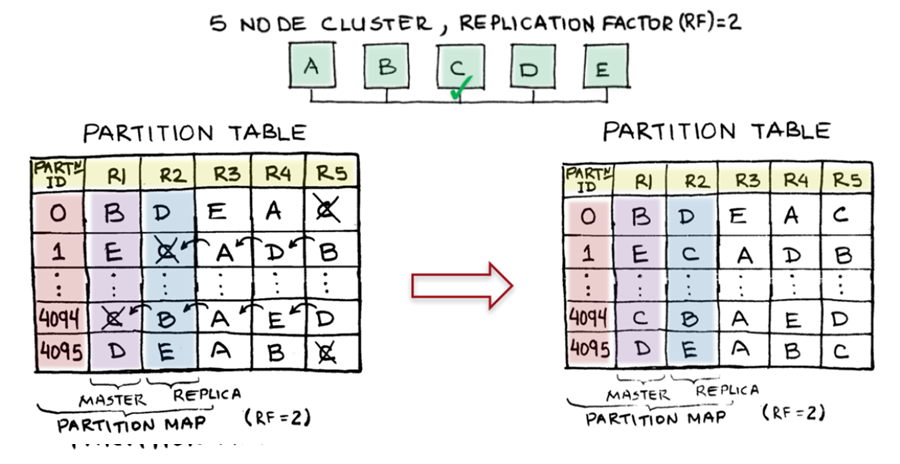 5 NODE CLUSTER, REPLICATION FACTOR (RF)=2
A B C D E
PARTITION TABLE
PARTN ID R1 R2 R3 R4 R5
0 B D E A C
1 E C A D B
⋮ ⋮ ⋮ ⋮ ⋮ ⋮
4094 C B A E D
4095 D E A B C
MASTER REPLICA
PARTITION MAP (RF=2)
PARTITION TABLE
PARTN ID R1 R2 R3 R4 R5
0 B D E A C
1 E C A D B
⋮ ⋮ ⋮ ⋮ ⋮ ⋮
4094 C B A E D
4095 D E A B C
MASTER REPLICA
PARTITION MAP (RF=2)